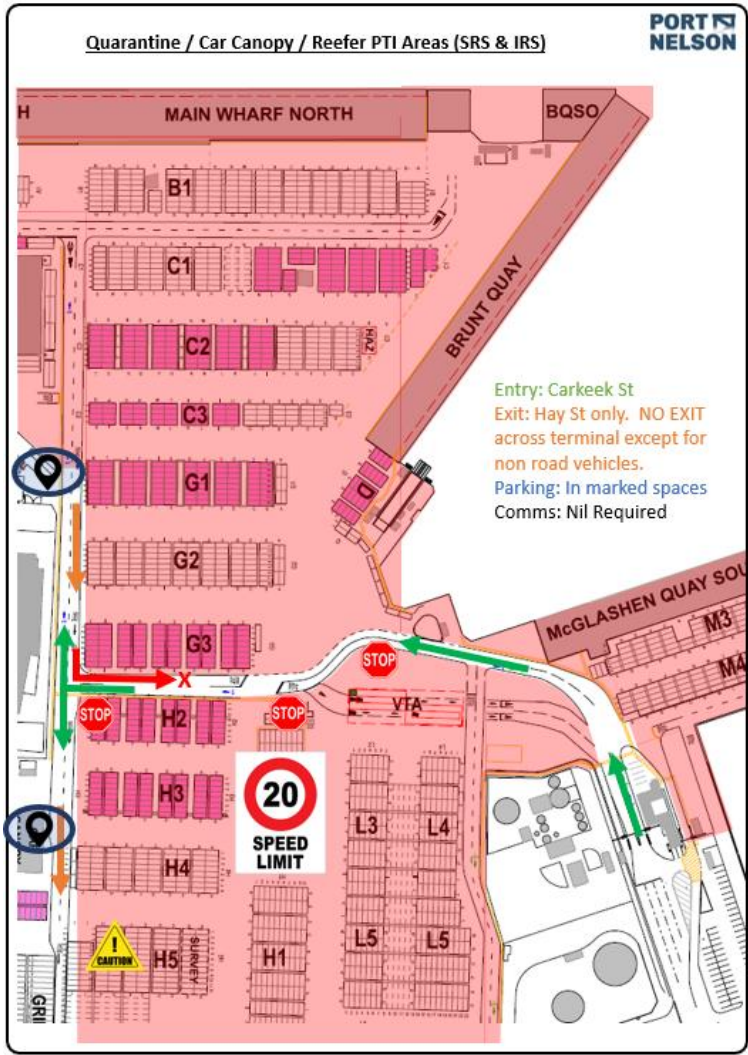 Quarantine / Car Canopy / Reefer PTI Areas (SRS & IRS)
PORT
NELSON
H
MAIN WHARF NORTH
BQSO
B1
C1
BRUNT QUAY
C2
HAZ
C3
Entry: Carkeek St
Exit: Hay St only. NO EXIT
across terminal except for
non road vehicles.
Parking: In marked spaces
Comms: Nil Required
G1
D
G2
McGLASHEN QUAY SOU
G3
M3
STOP
M4
X
VTA
STOP
H2
STOP
H3
20
SPEED
LIMIT
L3
L4
H4
!
CAUTION
H5
SURVEY
H1
L5
L5
GRI